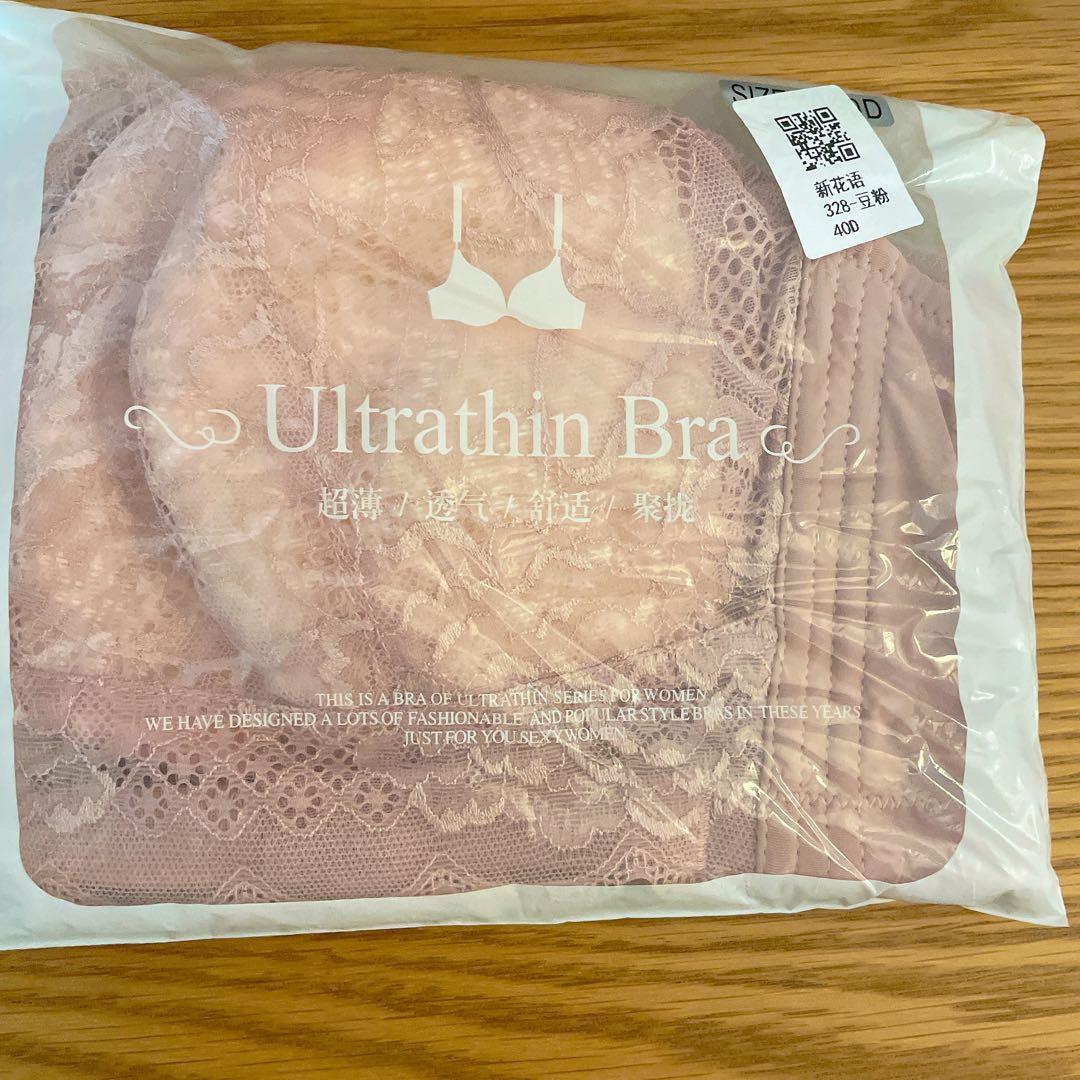 SIZE
D
新花语
328-豆粉
40D
Ultrathin Bra
超薄 / 透气 / 舒适 / 聚拢
THIS IS A BRA OF ULTRATHIN SERIES FOR WOMEN
WE HAVE DESIGNED A LOTS OF FASHIONABLE AND POPULAR STYLE BRAS IN THESE YEARS
JUST FOR YOU.SEXY WOMEN